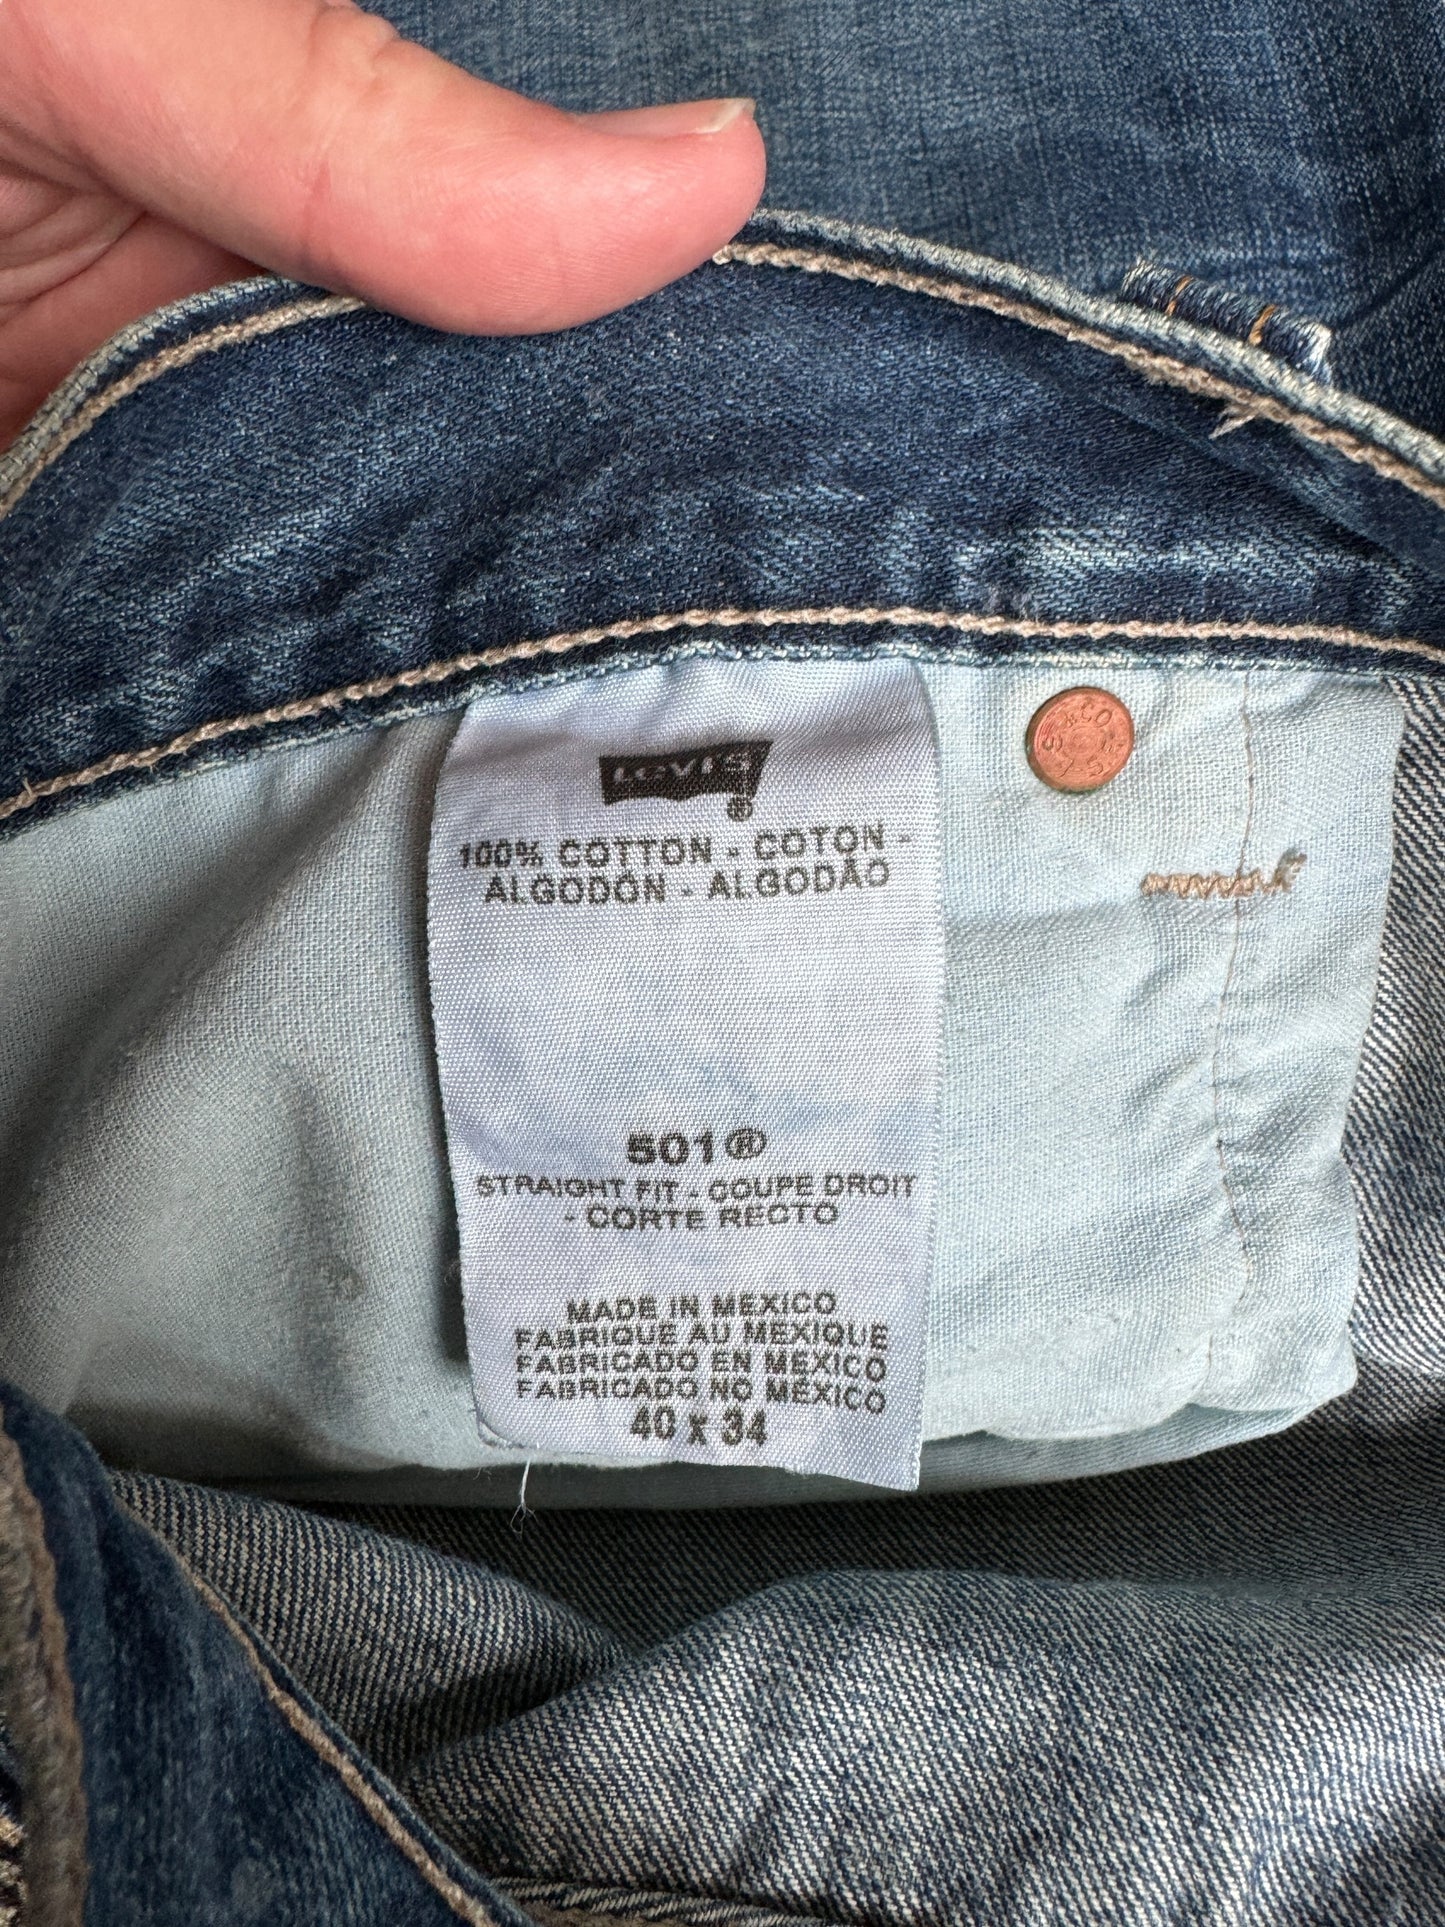 Levi's
®
100% COTTON - COTON -
ALGODÓN - ALGODÃO
501®
STRAIGHT FIT - COUPE DROIT
- CORTE RECTO
MADE IN MEXICO
FABRIQUE AU MEXIQUE
FABRICADO EN MEXICO
FABRICADO NO MÉXICO
40 x 34
&CO